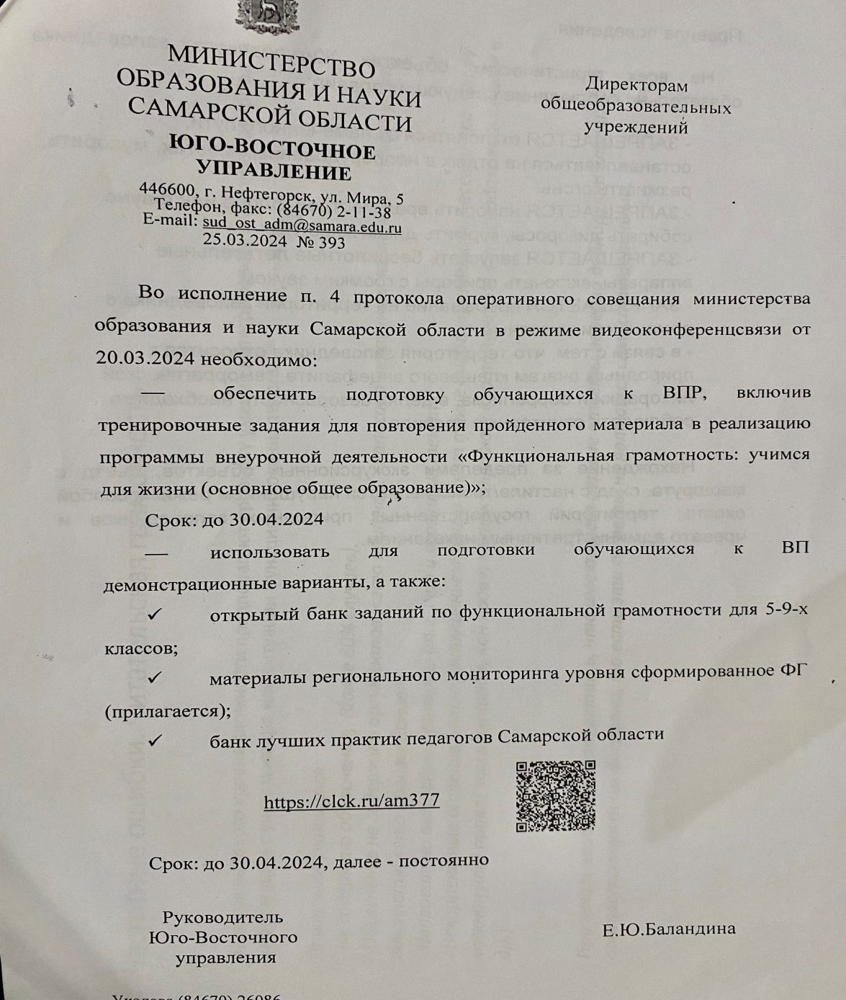 МИНИСТЕРСТВО
ОБРАЗОВАНИЯ И НАУКИ
САМАРСКОЙ ОБЛАСТИ
ЮГО-ВОСТОЧНОЕ
УПРАВЛЕНИЕ
446600, г. Нефтегорск, ул. Мира, 5
Телефон, факс: (84670) 2-11-38
E-mail: sud_ost_adm@samara.edu.ru
25.03.2024 № 393
Директорам
общеобразовательных
учреждений
Во исполнение п. 4 протокола оперативного совещания министерства
образования и науки Самарской области в режиме видеоконференцсвязи от
20.03.2024 необходимо:
— обеспечить подготовку обучающихся к ВПР, включив
тренировочные задания для повторения пройденного материала в реализацию
программы внеурочной деятельности «Функциональная грамотность: учимся
для жизни (основное общее образование)»;
Срок: до 30.04.2024
— использовать для подготовки обучающихся к ВП
демонстрационные варианты, а также:
✓ открытый банк заданий по функциональной грамотности для 5-9-х
классов;
✓ материалы регионального мониторинга уровня сформированное ФГ
(прилагается);
✓ банк лучших практик педагогов Самарской области
https://clck.ru/am377
Срок: до 30.04.2024, далее - постоянно
Руководитель
Юго-Восточного
управления
Е.Ю.Баландина
(84670) 26086